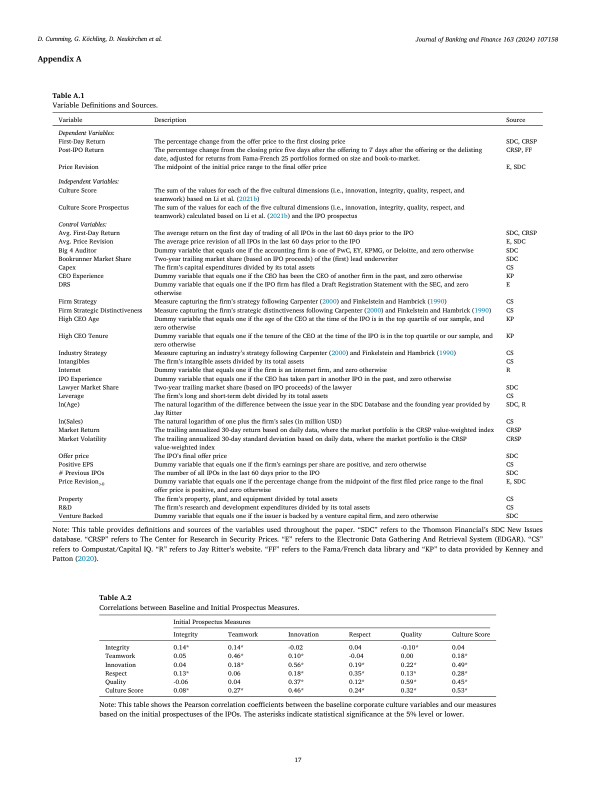 D. Cumming, G. Köchling, D. Neukirchen et al.
Journal of Banking and Finance 163 (2024) 107158
Appendix A
Table A.1
Variable Definitions and Sources.
Variable Description Source
Dependent Variables:
First-Day Return The percentage change from the offer price to the first closing price SDC, CRSP
Post-IPO Return The percentage change from the closing price five days after the offering to T days after the offering or the delisting CRSP, FF
date, adjusted for returns from Fama-French 25 portfolios formed on size and book-to-market.
Price Revision The midpoint of the initial price range to the final offer price E, SDC
Independent Variables:
Culture Score The sum of the values for each of the five cultural dimensions (i.e., innovation, integrity, quality, respect, and
teamwork) based on Li et al. (2021b)
Culture Score Prospectus The sum of the values for each of the five cultural dimensions (i.e., innovation, integrity, quality, respect, and
teamwork) calculated based on Li et al. (2021b) and the IPO prospectus
Control Variables:
Avg. First-Day Return The average return on the first day of trading of all IPOs in the last 60 days prior to the IPO SDC, CRSP
Avg. Price Revision The average price revision of all IPOs in the last 60 days prior to the IPO E, SDC
Big 4 Auditor Dummy variable that equals one if the accounting firm is one of PwC, EY, KPMG, or Deloitte, and zero otherwise SDC
Bookrunner Market Share Two-year trailing market share (based on IPO proceeds) of the (first) lead underwriter SDC
Capex The firm's capital expenditures divided by its total assets CS
CEO Experience Dummy variable that equals one if the CEO has been the CEO of another firm in the past, and zero otherwise KP
DRS Dummy variable that equals one if the IPO firm has filed a Draft Registration Statement with the SEC, and zero E
otherwise
Firm Strategy Measure capturing the firm's strategy following Carpenter (2000) and Finkelstein and Hambrick (1990) CS
Firm Strategic Distinctiveness Measure capturing the firm's strategic distinctiveness following Carpenter (2000) and Finkelstein and Hambrick (1990) CS
High CEO Age Dummy variable that equals one if the age of the CEO at the time of the IPO is in the top quartile of our sample, and KP
zero otherwise
High CEO Tenure Dummy variable that equals one if the tenure of the CEO at the time of the IPO is in the top quartile or our sample, and KP
zero otherwise
Industry Strategy Measure capturing an industry's strategy following Carpenter (2000) and Finkelstein and Hambrick (1990) CS
Intangibles The firm's intangible assets divided by its total assets CS
Internet Dummy variable that equals one if the firm is an internet firm, and zero otherwise R
IPO Experience Dummy variable that equals one if the CEO has taken part in another IPO in the past, and zero otherwise
Lawyer Market Share Two-year trailing market share (based on IPO proceeds) of the lawyer SDC
Leverage The firm's long and short-term debt divided by its total assets CS
ln(Age) The natural logarithm of the difference between the issue year in the SDC Database and the founding year provided by SDC, R
Jay Ritter
ln(Sales) The natural logarithm of one plus the firm's sales (in million USD) CS
Market Return The trailing annualized 30-day return based on daily data, where the market portfolio is the CRSP value-weighted index CRSP
Market Volatility The trailing annualized 30-day standard deviation based on daily data, where the market portfolio is the CRSP CRSP
value-weighted index
Offer price The IPO's final offer price SDC
Positive EPS Dummy variable that equals one if the firm's earnings per share are positive, and zero otherwise CS
# Previous IPOs The number of all IPOs in the last 60 days prior to the IPO SDC
Price Revision>0 Dummy variable that equals one if the percentage change from the midpoint of the first filed price range to the final E, SDC
offer price is positive, and zero otherwise
Property The firm's property, plant, and equipment divided by total assets CS
R&D The firm's research and development expenditures divided by its total assets CS
Venture Backed Dummy variable that equals one if the issuer is backed by a venture capital firm, and zero otherwise SDC
Note: This table provides definitions and sources of the variables used throughout the paper. "SDC" refers to the Thomson Financial's SDC New Issues
database. "CRSP" refers to The Center for Research in Security Prices. "E" refers to the Electronic Data Gathering And Retrieval System (EDGAR). "CS"
refers to Compustat/Capital IQ. "R" refers to Jay Ritter's website. "FF" refers to the Fama/French data library and "KP" to data provided by Kenney and
Patton (2020).
Table A.2
Correlations between Baseline and Initial Prospectus Measures.
Initial Prospectus Measures
Integrity Teamwork Innovation Respect Quality Culture Score
Integrity 0.14* 0.14* -0.02 0.04 -0.10* 0.04
Teamwork 0.05 0.46* 0.10* -0.04 0.00 0.18*
Innovation 0.04 0.18* 0.56* 0.19* 0.22* 0.49*
Respect 0.13* 0.06 0.18* 0.35* 0.13* 0.28*
Quality -0.06 0.04 0.37* 0.12* 0.59* 0.45*
Culture Score 0.08* 0.27* 0.46* 0.24* 0.32* 0.53*
Note: This table shows the Pearson correlation coefficients between the baseline corporate culture variables and our measures
based on the initial prospectuses of the IPOs. The asterisks indicate statistical significance at the 5% level or lower.
17